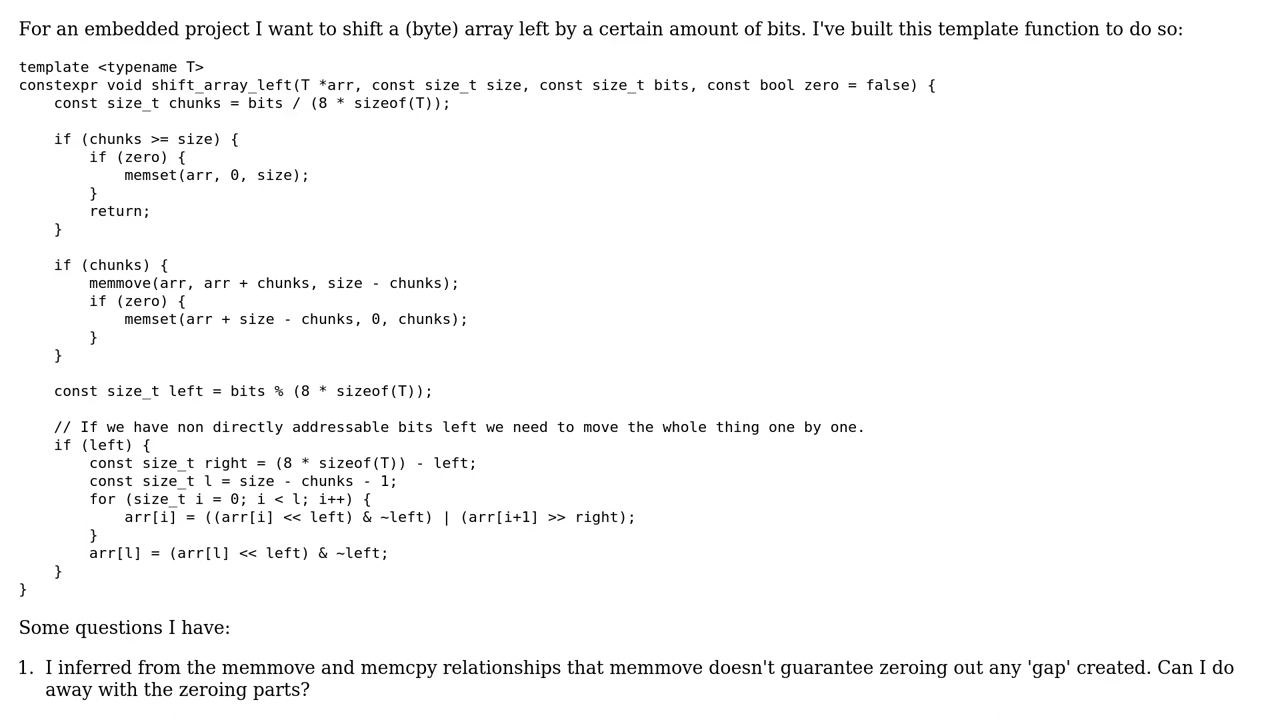 For an embedded project I want to shift a (byte) array left by a certain amount of bits. I've built this template function to do so:
template <typename T>
constexpr void shift_array_left(T *arr, const size_t size, const size_t bits, const bool zero = false) {
    const size_t chunks = bits / (8 * sizeof(T));

    if (chunks >= size) {
        if (zero) {
            memset(arr, 0, size);
        }
        return;
    }

    if (chunks) {
        memmove(arr, arr + chunks, size - chunks);
        if (zero) {
            memset(arr + size - chunks, 0, chunks);
        }
    }

    const size_t left = bits % (8 * sizeof(T));

    // If we have non directly addressable bits left we need to move the whole thing one by one.
    if (left) {
        const size_t right = (8 * sizeof(T)) - left;
        const size_t l = size - chunks - 1;
        for (size_t i = 0; i < l; i++) {
            arr[i] = ((arr[i] << left) & ~left) | (arr[i+1] >> right);
        }
        arr[l] = (arr[l] << left) & ~left;
    }
}
Some questions I have:
1. I inferred from the memmove and memcpy relationships that memmove doesn't guarantee zeroing out any 'gap' created. Can I do
away with the zeroing parts?